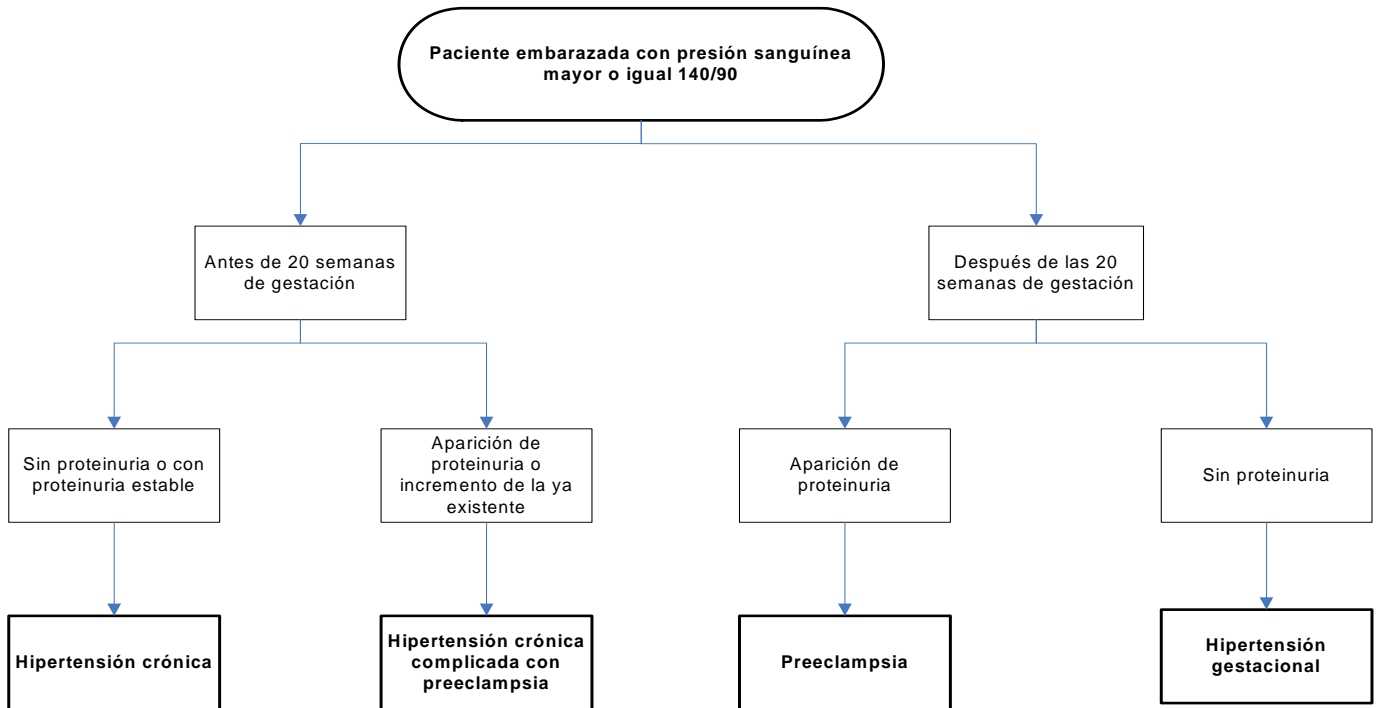 Paciente embarazada con presión sanguínea
mayor o igual 140/90
Antes de 20 semanas
de gestación
Después de las 20
semanas de gestación
Sin proteinuria o con
proteinuria estable
Aparición de
proteinuria o
incremento de la ya
existente
Aparición de
proteinuria
Sin proteinuria
Hipertensión crónica
Hipertensión crónica
complicada con
preeclampsia
Preeclampsia
Hipertensión
gestacional